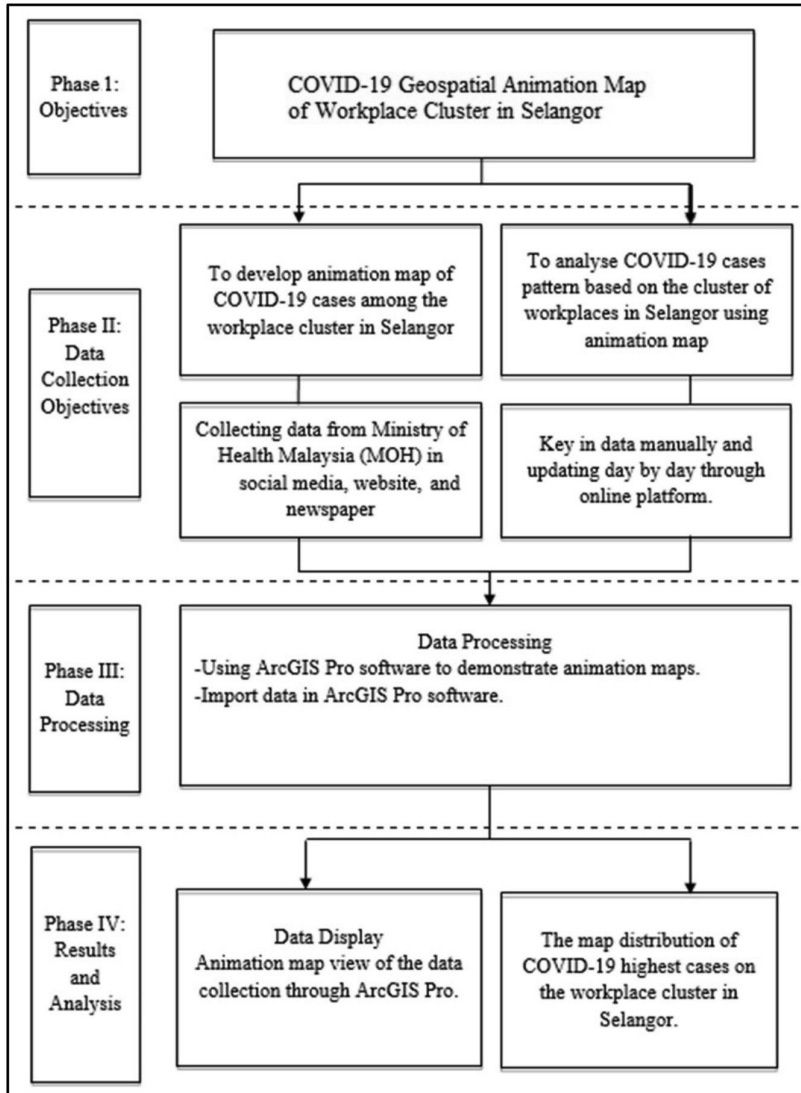 Phase 1:
Objectives
COVID-19 Geospatial Animation Map
of Workplace Cluster in Selangor
Phase II:
Data
Collection
Objectives
To develop animation map of
COVID-19 cases among the
workplace cluster in Selangor
To analyse COVID-19 cases
pattern based on the cluster of
workplaces in Selangor using
animation map
Collecting data from Ministry of
Health Malaysia (MOH) in
social media, website, and
newspaper
Key in data manually and
updating day by day through
online platform.
Phase III:
Data
Processing
Data Processing
-Using ArcGIS Pro software to demonstrate animation maps.
-Import data in ArcGIS Pro software.
Phase IV:
Results
and
Analysis
Data Display
Animation map view of the data
collection through ArcGIS Pro.
The map distribution of
COVID-19 highest cases on
the workplace cluster in
Selangor.